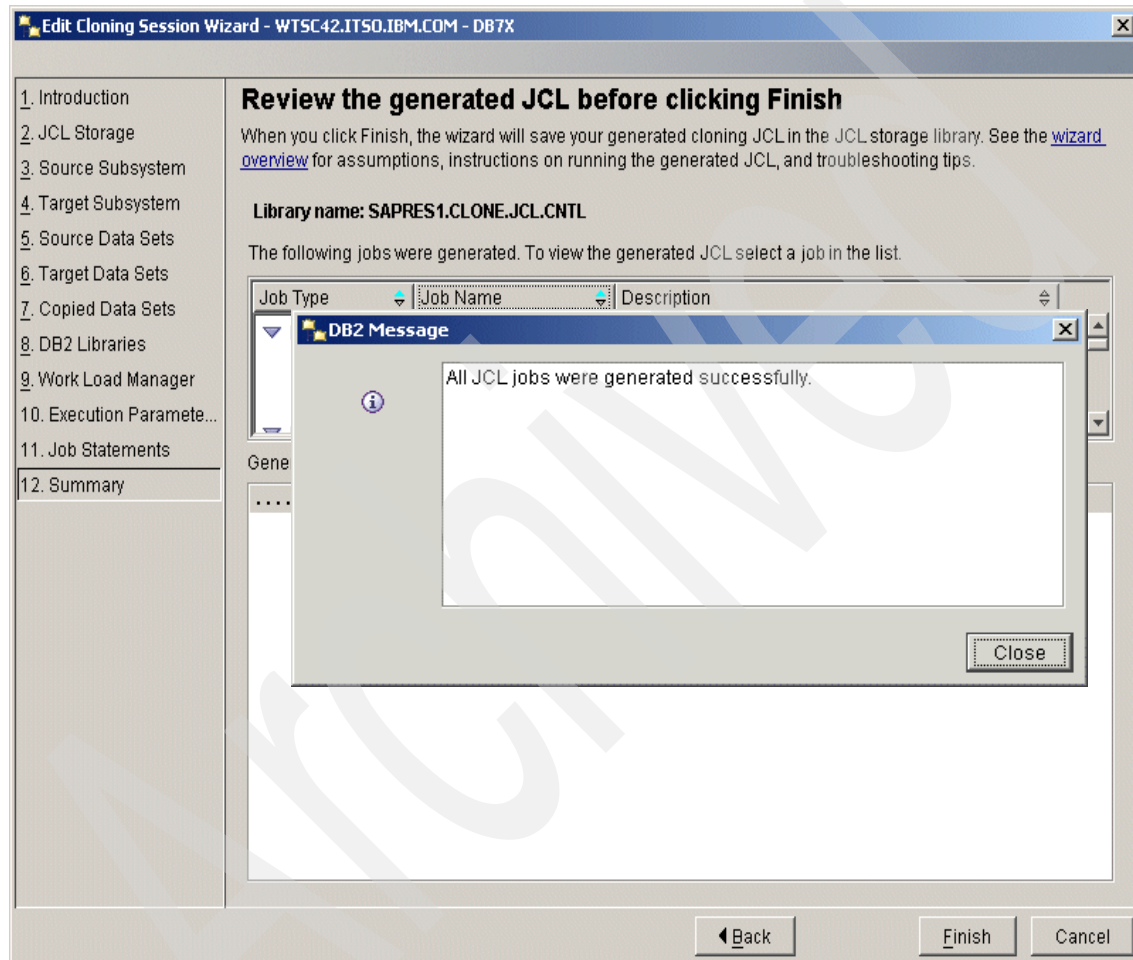 Edit Cloning Session Wizard - WTSC42.ITSO.IBM.COM - DB7X
1. Introduction
2. JCL Storage
3. Source Subsystem
4. Target Subsystem
5. Source Data Sets
6. Target Data Sets
7. Copied Data Sets
8. DB2 Libraries
9. Work Load Manager
10. Execution Paramete...
11. Job Statements
12. Summary
Review the generated JCL before clicking Finish
When you click Finish, the wizard will save your generated cloning JCL in the JCL storage library. See the wizard
overview for assumptions, instructions on running the generated JCL, and troubleshooting tips.
Library name: SAPRES1.CLONE.JCL.CNTL
The following jobs were generated. To view the generated JCL select a job in the list.
Job Type Job Name Description
DB2 Message
All JCL jobs were generated successfully.
Close
Gene
....
Back Finish Cancel
Archived